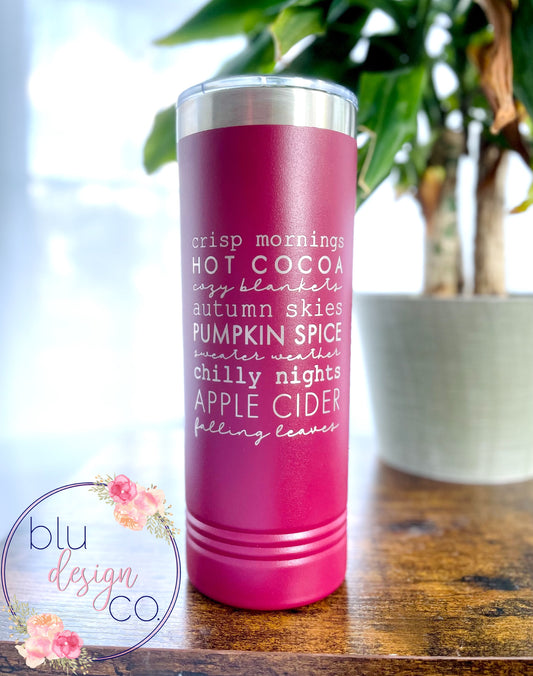 crisp mornings
HOT COCOA
cozy blankets
autumn skies
PUMPKIN SPICE
sweater weather
chilly nights
APPLE CIDER
falling leaves
blu
design
CO.